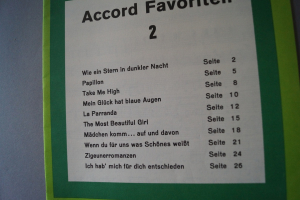 Accord Favoriten
2
Wie ein Stern in dunkler Nacht Seite 2
Papillon Seite 5
Take Me High Seite 8
Mein Glück hat blaue Augen Seite 10
La Parranda Seite 12
The Most Beautiful Girl Seite 15
Mädchen komm... auf und davon Seite 18
Wenn du für uns was Schönes weißt Seite 21
Zigeunerromanzen Seite 24
Ich hab' mich für dich entschieden Seite 26